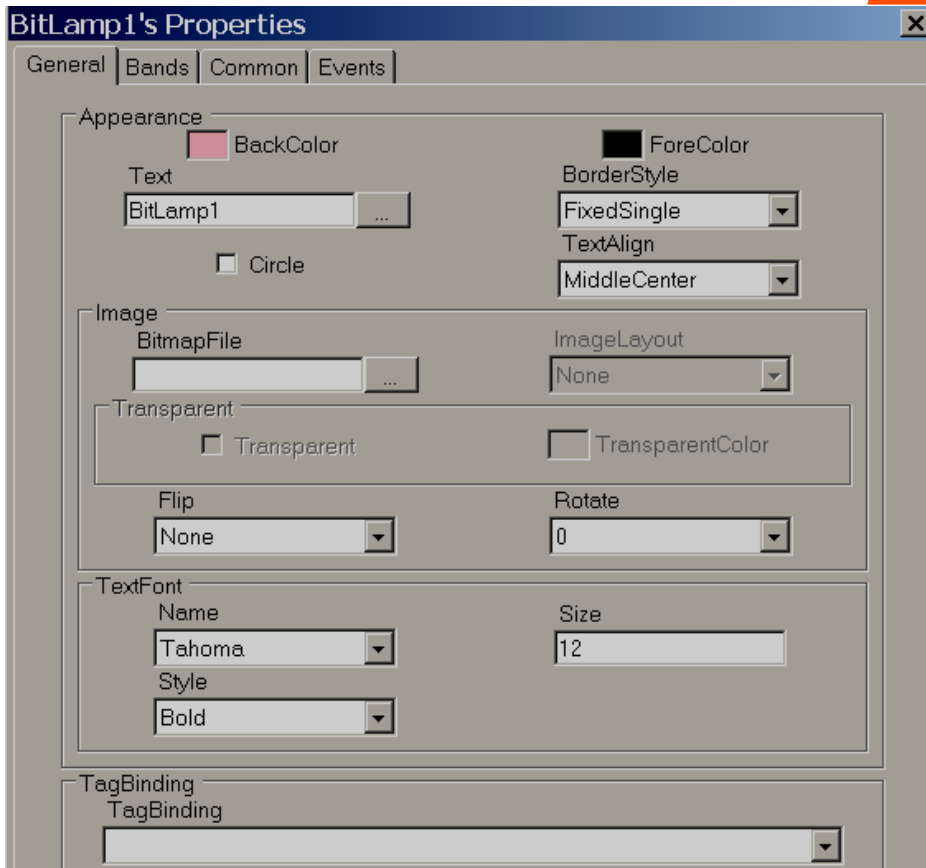 BitLamp1's Properties
General Bands Common Events
Appearance
BackColor ForeColor
Text BorderStyle
BitLamp1 ... FixedSingle
TextAlign
Circle
MiddleCenter
Image
BitmapFile ImageLayout
... None
Transparent
Transparent TransparentColor
Flip Rotate
None 0
TextFont
Name Size
Tahoma 12
Style
Bold
TagBinding
TagBinding